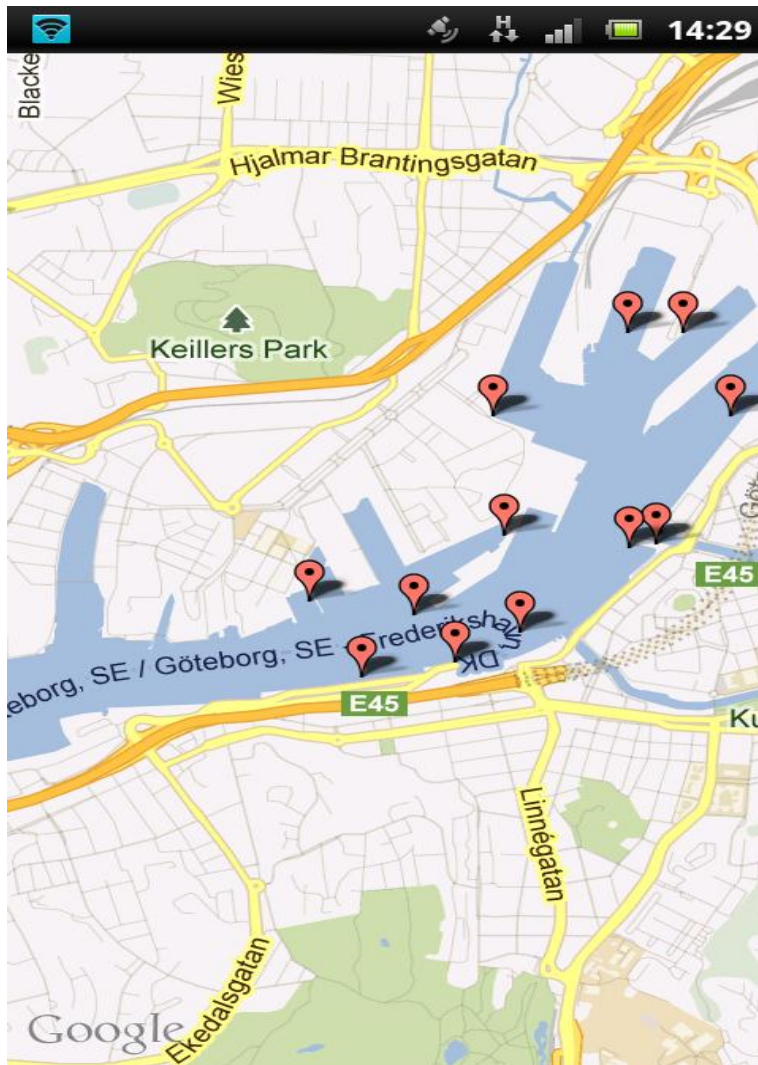 H
14:29
Blacke
Wies
Hjalmar Brantingsgatan
Keillers Park
Göt
E45
teborg, SE / Göteborg, SE - Frederikshavn, DK
E45
Ku
Linnégatan
Ekedalsgatan
Google